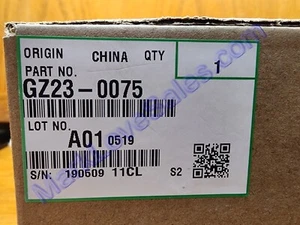 ORIGIN CHINA QTY
PART NO. 1
GZ23-0075
LOT NO.
A01 0519
S/N: 190509 11CL S2